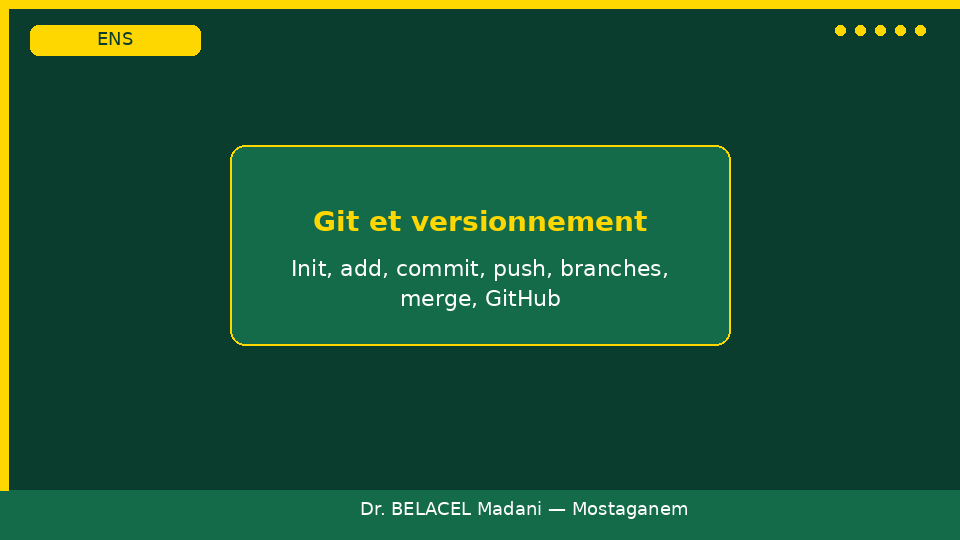 ENS
Git et versionnement
Init, add, commit, push, branches,
merge, GitHub
Dr. BELACEL Madani — Mostaganem